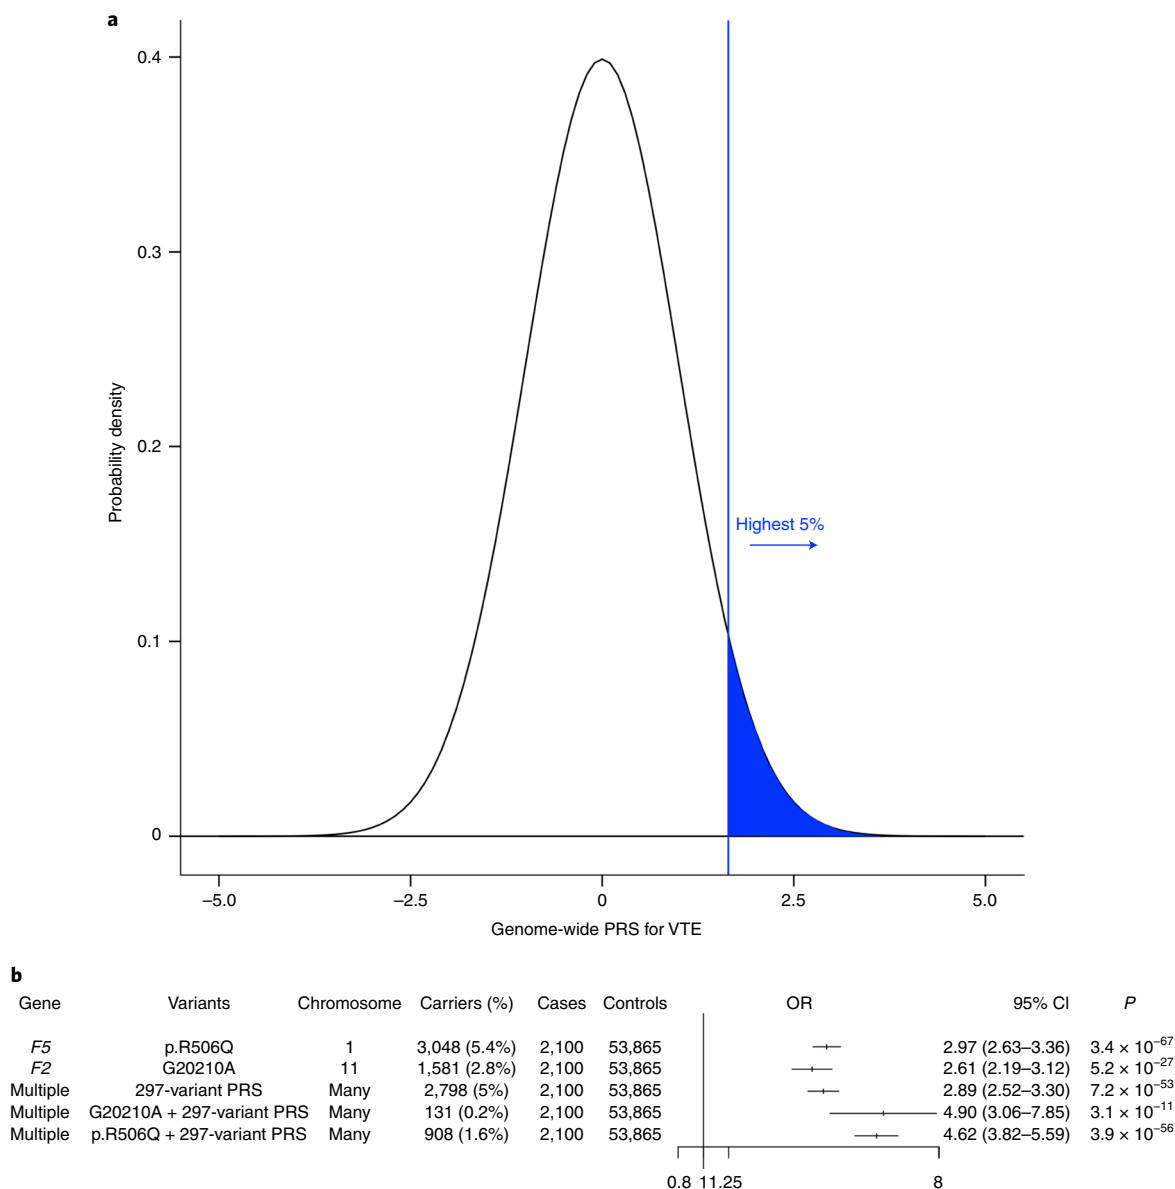 a
0.4
0.3
0.2
0.1
0
Probability density
Highest 5%
–5.0 –2.5 0 2.5 5.0
Genome-wide PRS for VTE
b
Gene Variants Chromosome Carriers (%) Cases Controls OR 95% CI P
F5 p.R506Q 1 3,048 (5.4%) 2,100 53,865 2.97 (2.63–3.36) 3.4 × 10⁻⁶⁷
F2 G20210A 11 1,581 (2.8%) 2,100 53,865 2.61 (2.19–3.12) 5.2 × 10⁻²⁷
Multiple 297-variant PRS Many 2,798 (5%) 2,100 53,865 2.89 (2.52–3.30) 7.2 × 10⁻⁵³
Multiple G20210A + 297-variant PRS Many 131 (0.2%) 2,100 53,865 4.90 (3.06–7.85) 3.1 × 10⁻¹¹
Multiple p.R506Q + 297-variant PRS Many 908 (1.6%) 2,100 53,865 4.62 (3.82–5.59) 3.9 × 10⁻⁵⁶
0.8 11.25 8